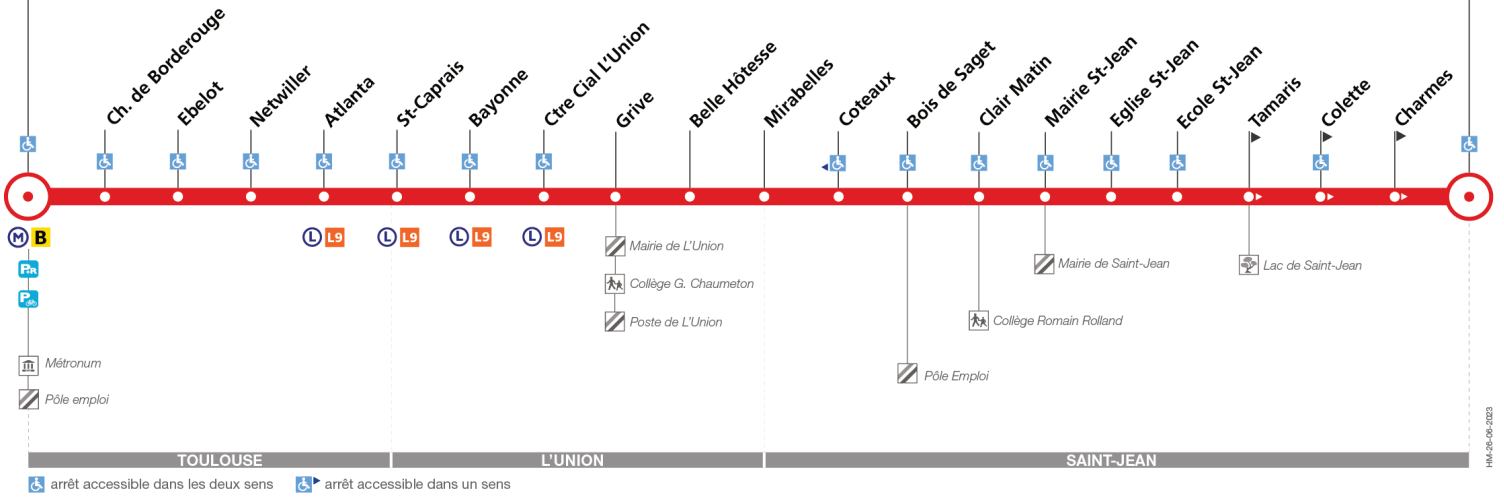 Ch. de Borderouge
Ebelot
Netwiller
Atlanta
St-Caprais
Bayonne
Ctre Cial L'Union
Grive
Belle Hôtesse
Mirabelles
Coteaux
Bois de Saget
Clair Matin
Mairie St-Jean
Eglise St-Jean
Ecole St-Jean
Tamaris
Colette
Charmes
M B
L L9
L L9
L L9
L L9
P+R
P
Métronum
Pôle emploi
Mairie de L'Union
Collège G. Chaumeton
Poste de L'Union
Pôle Emploi
Collège Romain Rolland
Mairie de Saint-Jean
Lac de Saint-Jean
TOULOUSE
L'UNION
SAINT-JEAN
arrêt accessible dans les deux sens
arrêt accessible dans un sens
HM-26-06-2023